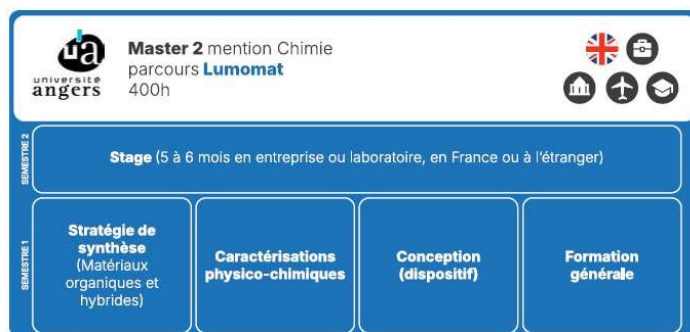 ua
université
angers
Master 2 mention Chimie
parcours Lumomat
400h
SEMESTRE 2
Stage (5 à 6 mois en entreprise ou laboratoire, en France ou à l'étranger)
SEMESTRE 1
Stratégie de
synthèse
(Matériaux
organiques et
hybrides)
Caractérisations
physico-chimiques
Conception
(dispositif)
Formation
générale